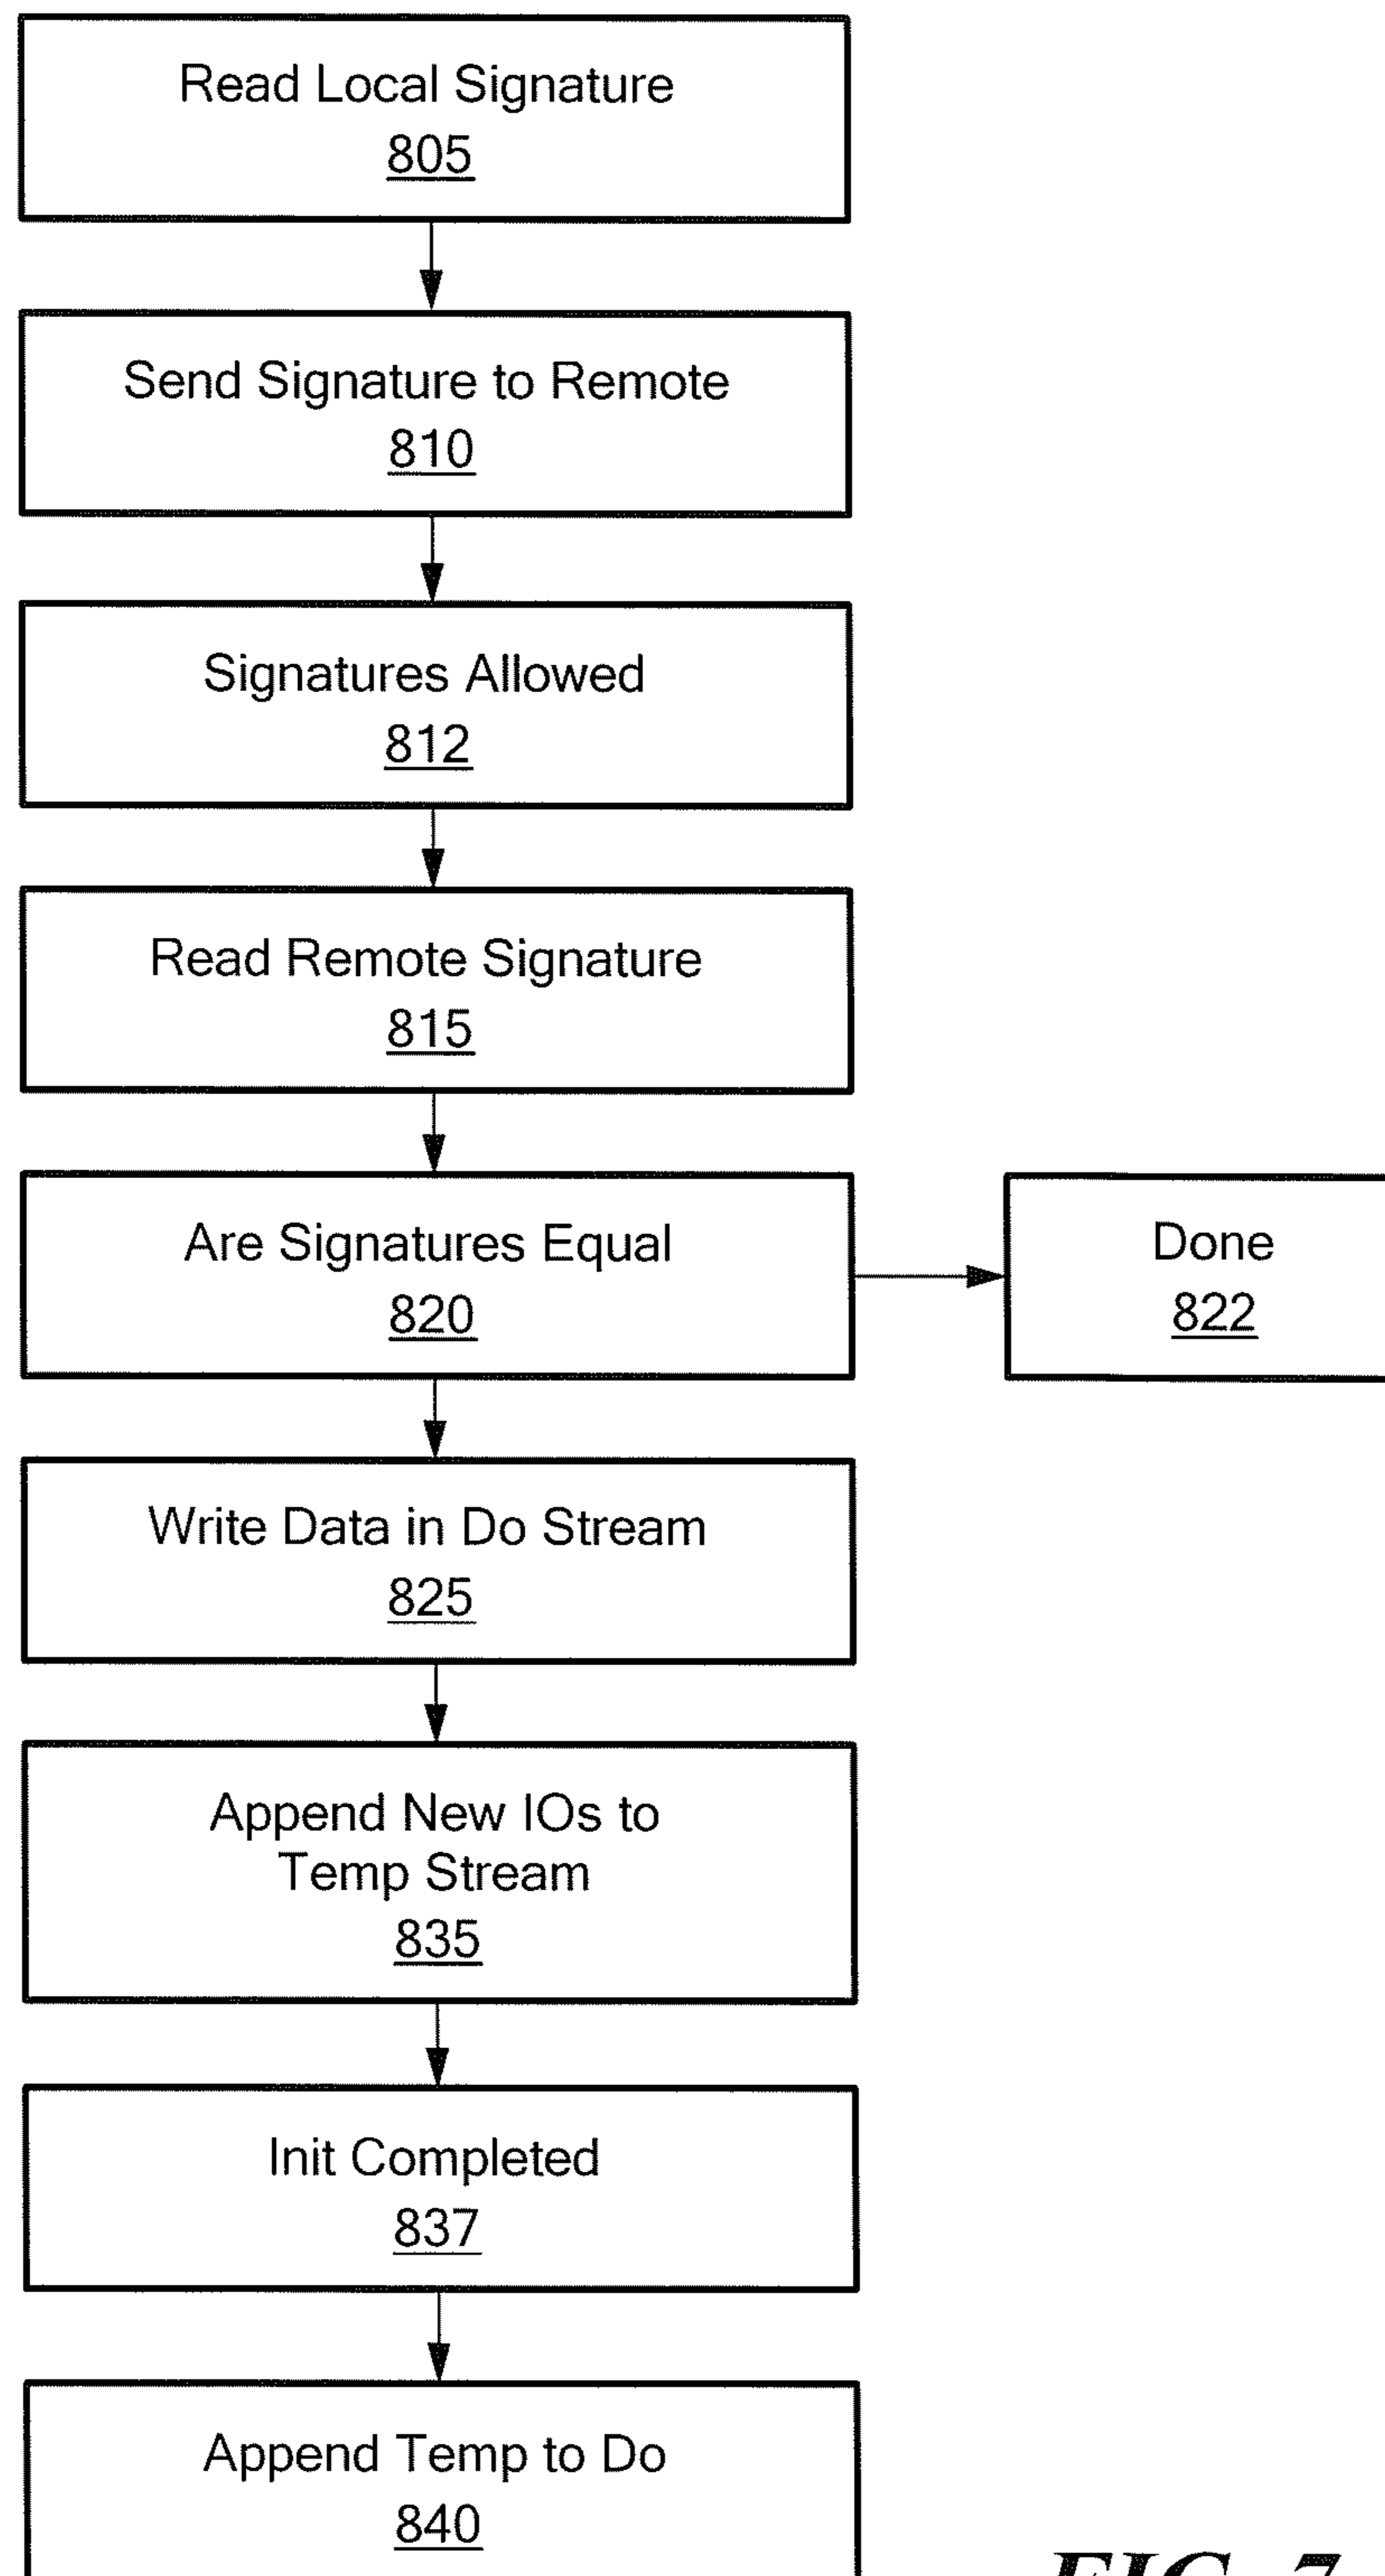 Read Local Signature
805
Send Signature to Remote
810
Signatures Allowed
812
Read Remote Signature
815
Are Signatures Equal
820
Done
822
Write Data in Do Stream
825
Append New IOs to
Temp Stream
835
Init Completed
837
Append Temp to Do
840
FIG. 7